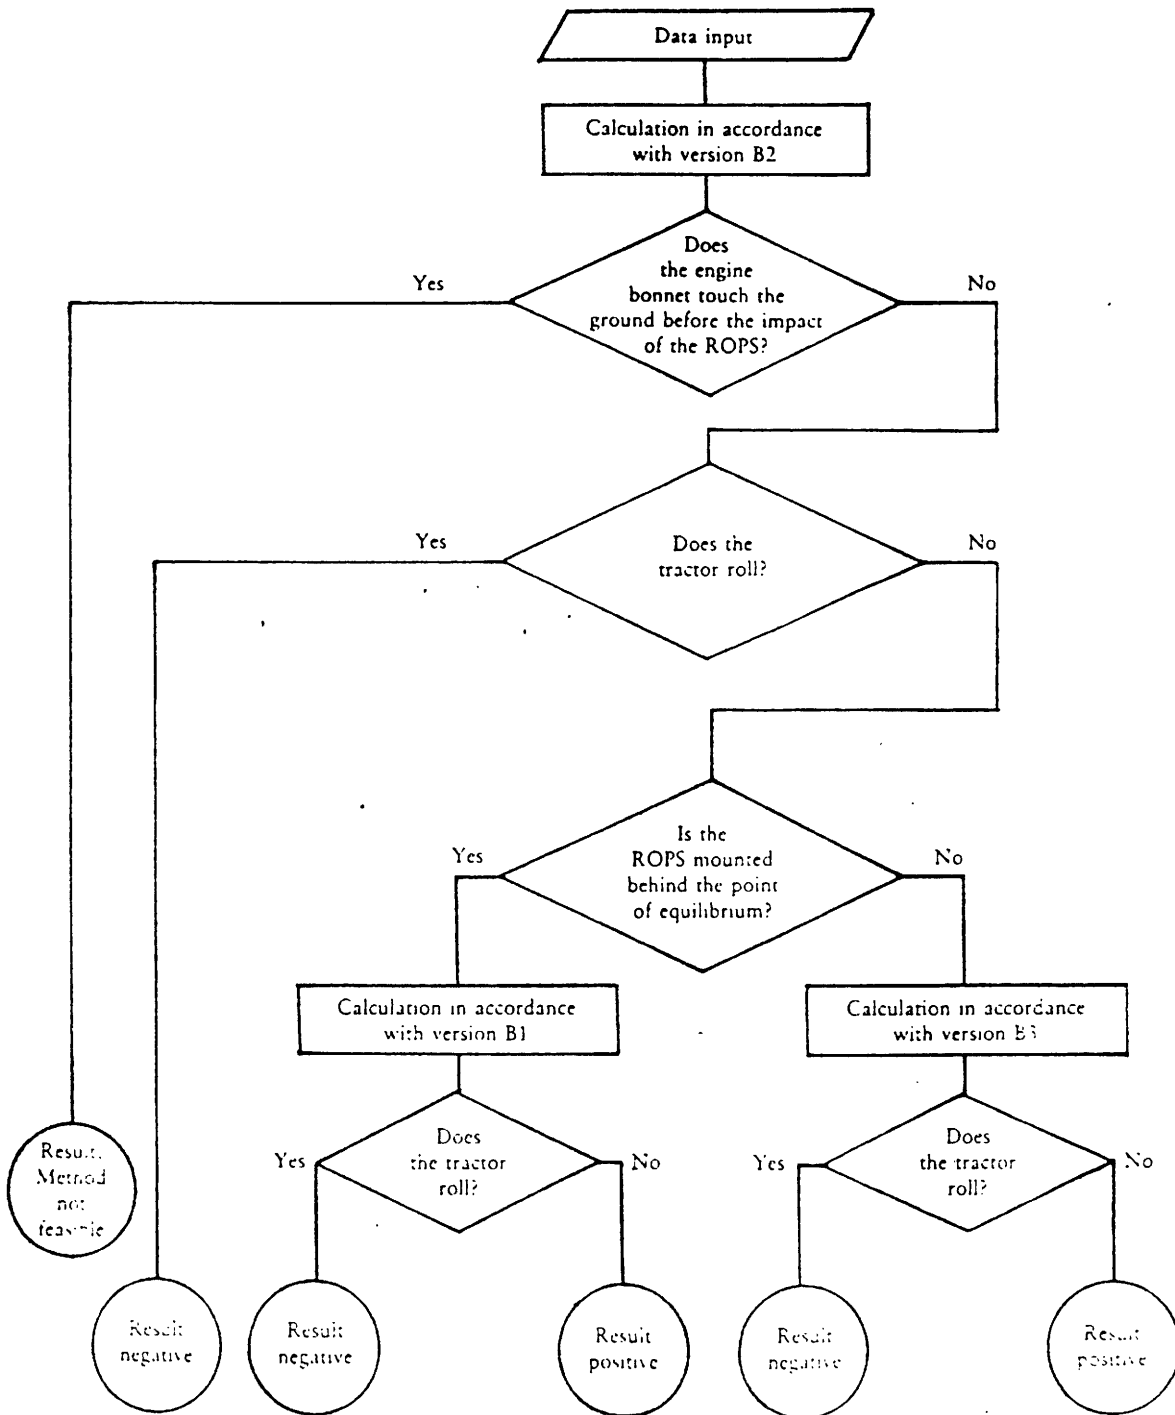 Data input
Calculation in accordance
with version B2
Does
the engine
bonnet touch the
ground before the impact
of the ROPS?
Yes
No
Does the
tractor roll?
Yes
No
Is the
ROPS mounted
behind the point
of equilibrium?
Yes
No
Calculation in accordance
with version B1
Calculation in accordance
with version B3
Does
the tractor
roll?
Yes
No
Does
the tractor
roll?
Yes
No
Result:
Method
not
feasible
Result
negative
Result
negative
Result
positive
Result
negative
Result
positive